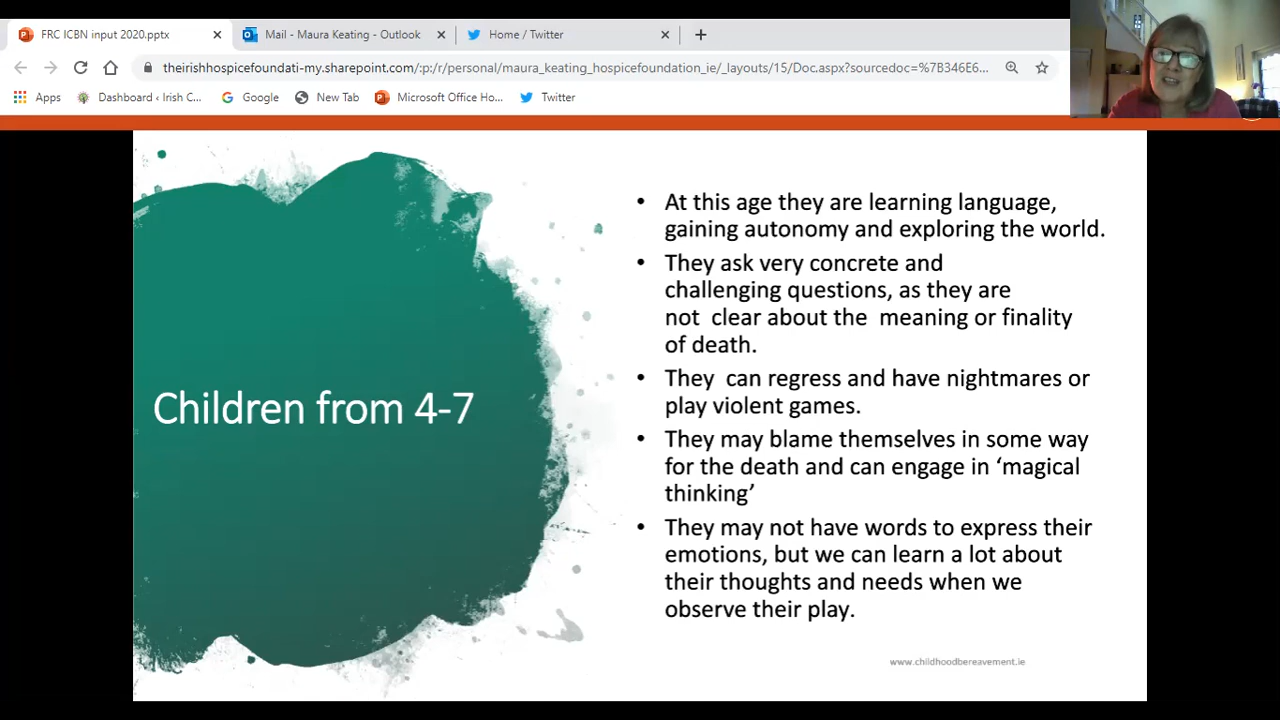 FRC ICBN input 2020.pptx
Mail - Maura Keating - Outlook
Home / Twitter
theirishhospicefoundati-my.sharepoint.com/:p:/r/personal/maura_keating_hospicefoundation_ie/_layouts/15/Doc.aspx?sourcedoc=%7B346E6...
Apps
Dashboard ‹ Irish C...
Google
New Tab
Microsoft Office Ho...
Twitter
Children from 4-7
• At this age they are learning language,
gaining autonomy and exploring the world.
• They ask very concrete and
challenging questions, as they are
not  clear about the  meaning or finality
of death.
• They  can regress and have nightmares or
play violent games.
• They may blame themselves in some way
for the death and can engage in ‘magical
thinking’
• They may not have words to express their
emotions, but we can learn a lot about
their thoughts and needs when we
observe their play.
www.childhoodbereavement.ie